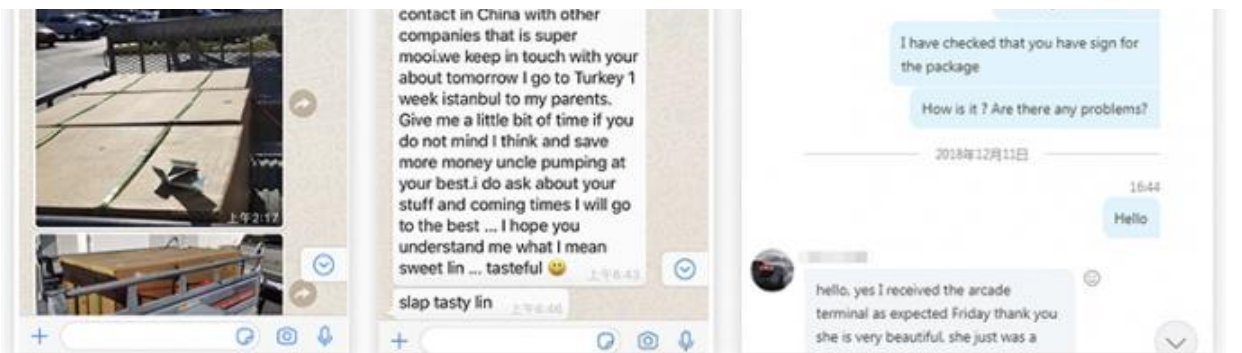 上午2:17
contact in China with other
companies that is super
mooi.we keep in touch with your
about tomorrow I go to Turkey 1
week istanbul to my parents.
Give me a little bit of time if you
do not mind I think and save
more money uncle pumping at
your best.i do ask about your
stuff and coming times I will go
to the best ... I hope you
understand me what I mean
sweet lin ... tasteful 😀
上午6:43
slap tasty lin
上午6:46
I have checked that you have sign for
the package
How is it ? Are there any problems?
2018年12月11日
16:44
Hello
hello, yes I received the arcade
terminal as expected Friday thank you
she is very beautiful, she just was a